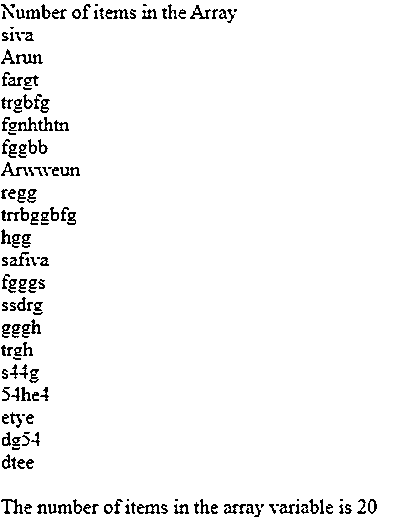 Number of items in the Array
siva
Arun
fargt
trgbfg
fgnhthtn
fggbb
Arwweun
regg
trrbggbfg
hgg
safiva
fgggs
ssdrg
gggh
trgh
s44g
54he4
etye
dg54
dtee
The number of items in the array variable is 20